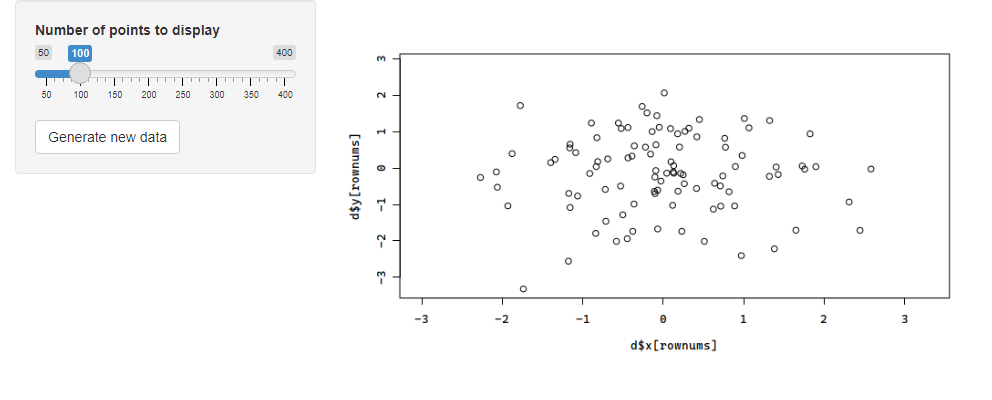 Number of points to display
50 100 400
50 100 150 200 250 300 350 400
Generate new data
d$y[rownums]
3
2
1
0
-1
-2
-3
-3 -2 -1 0 1 2 3
d$x[rownums]